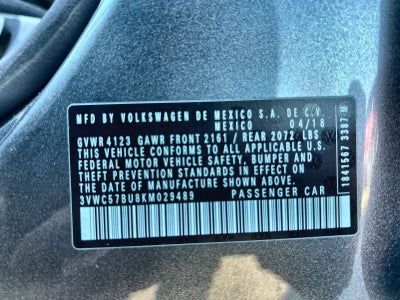 MFD BY VOLKSWAGEN DE MEXICO S.A. DE C.V.
MEXICO 04/18
GVWR 4123 GAWR FRONT 2161 / REAR 2072 LBS
THIS VEHICLE CONFORMS TO ALL APPLICABLE U.S.
FEDERAL MOTOR VEHICLE SAFETY, BUMPER AND
THEFT PREVENTION STANDARDS IN EFFECT ON
THE DATE OF MANUFACTURE SHOWN ABOVE.
3VWC57BU8KM029489 PASSENGER CAR
1841567 3387 M